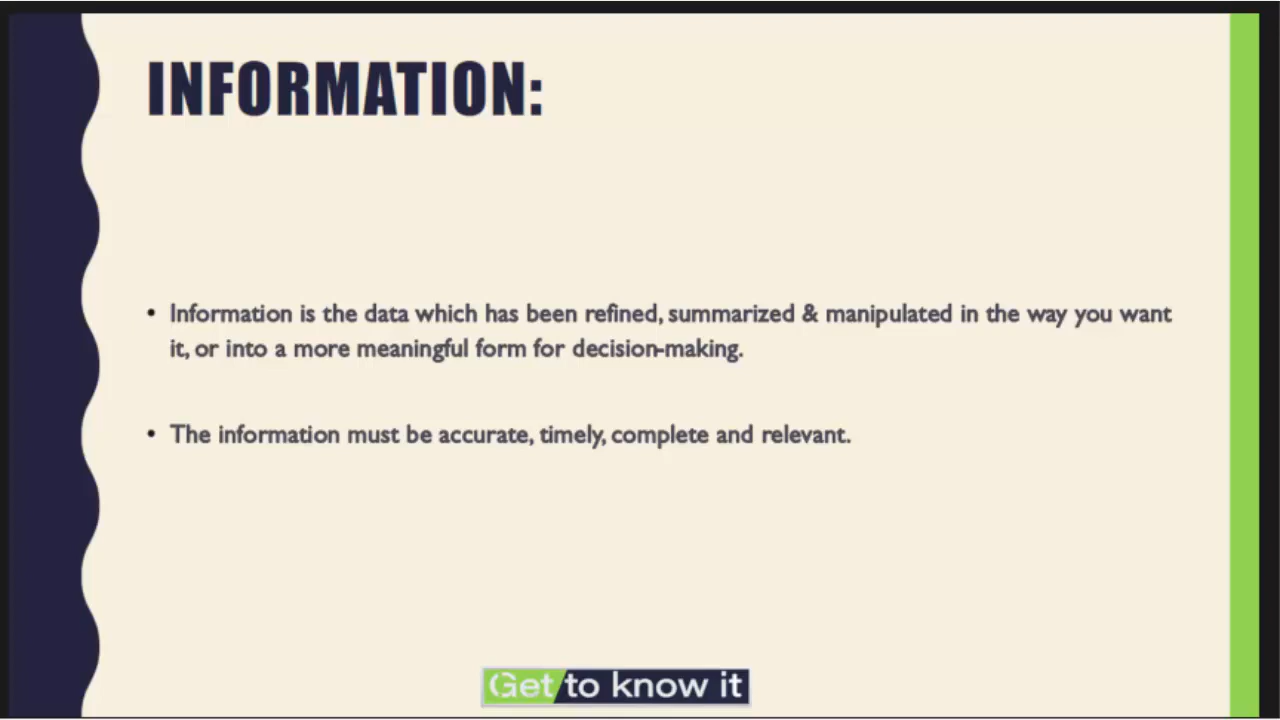 INFORMATION:
• Information is the data which has been refined, summarized & manipulated in the way you want
it, or into a more meaningful form for decision-making.
• The information must be accurate, timely, complete and relevant.
Get to know it